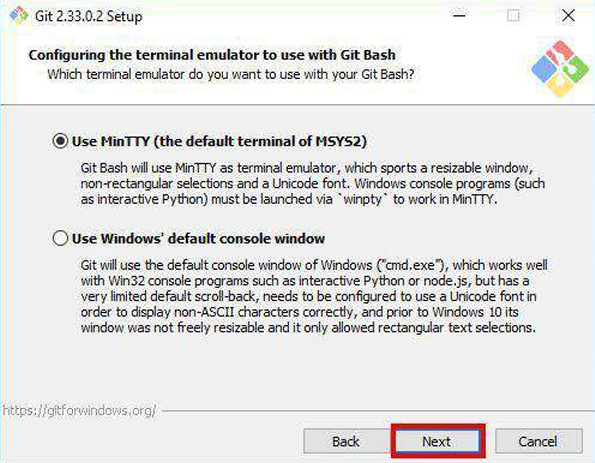 Git 2.33.0.2 Setup
Configuring the terminal emulator to use with Git Bash
Which terminal emulator do you want to use with your Git Bash?
Use MinTTY (the default terminal of MSYS2)
Git Bash will use MinTTY as terminal emulator, which sports a resizable window,
non-rectangular selections and a Unicode font. Windows console programs (such
as interactive Python) must be launched via `winpty` to work in MinTTY.
Use Windows' default console window
Git will use the default console window of Windows ("cmd.exe"), which works well
with Win32 console programs such as interactive Python or node.js, but has a
very limited default scroll-back, needs to be configured to use a Unicode font in
order to display non-ASCII characters correctly, and prior to Windows 10 its
window was not freely resizable and it only allowed rectangular text selections.
https://gitforwindows.org/
Back
Next
Cancel